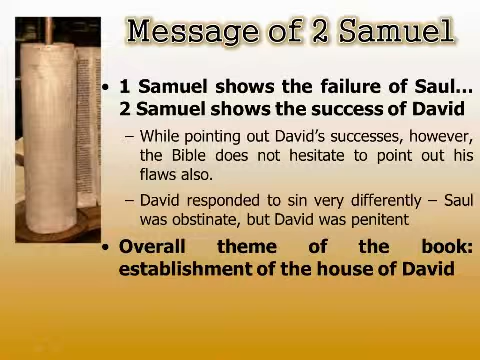 Message of 2 Samuel
• 1 Samuel shows the failure of Saul…
2 Samuel shows the success of David
– While pointing out David's successes, however,
the Bible does not hesitate to point out his
flaws also.
– David responded to sin very differently – Saul
was obstinate, but David was penitent
• Overall theme of the book:
establishment of the house of David